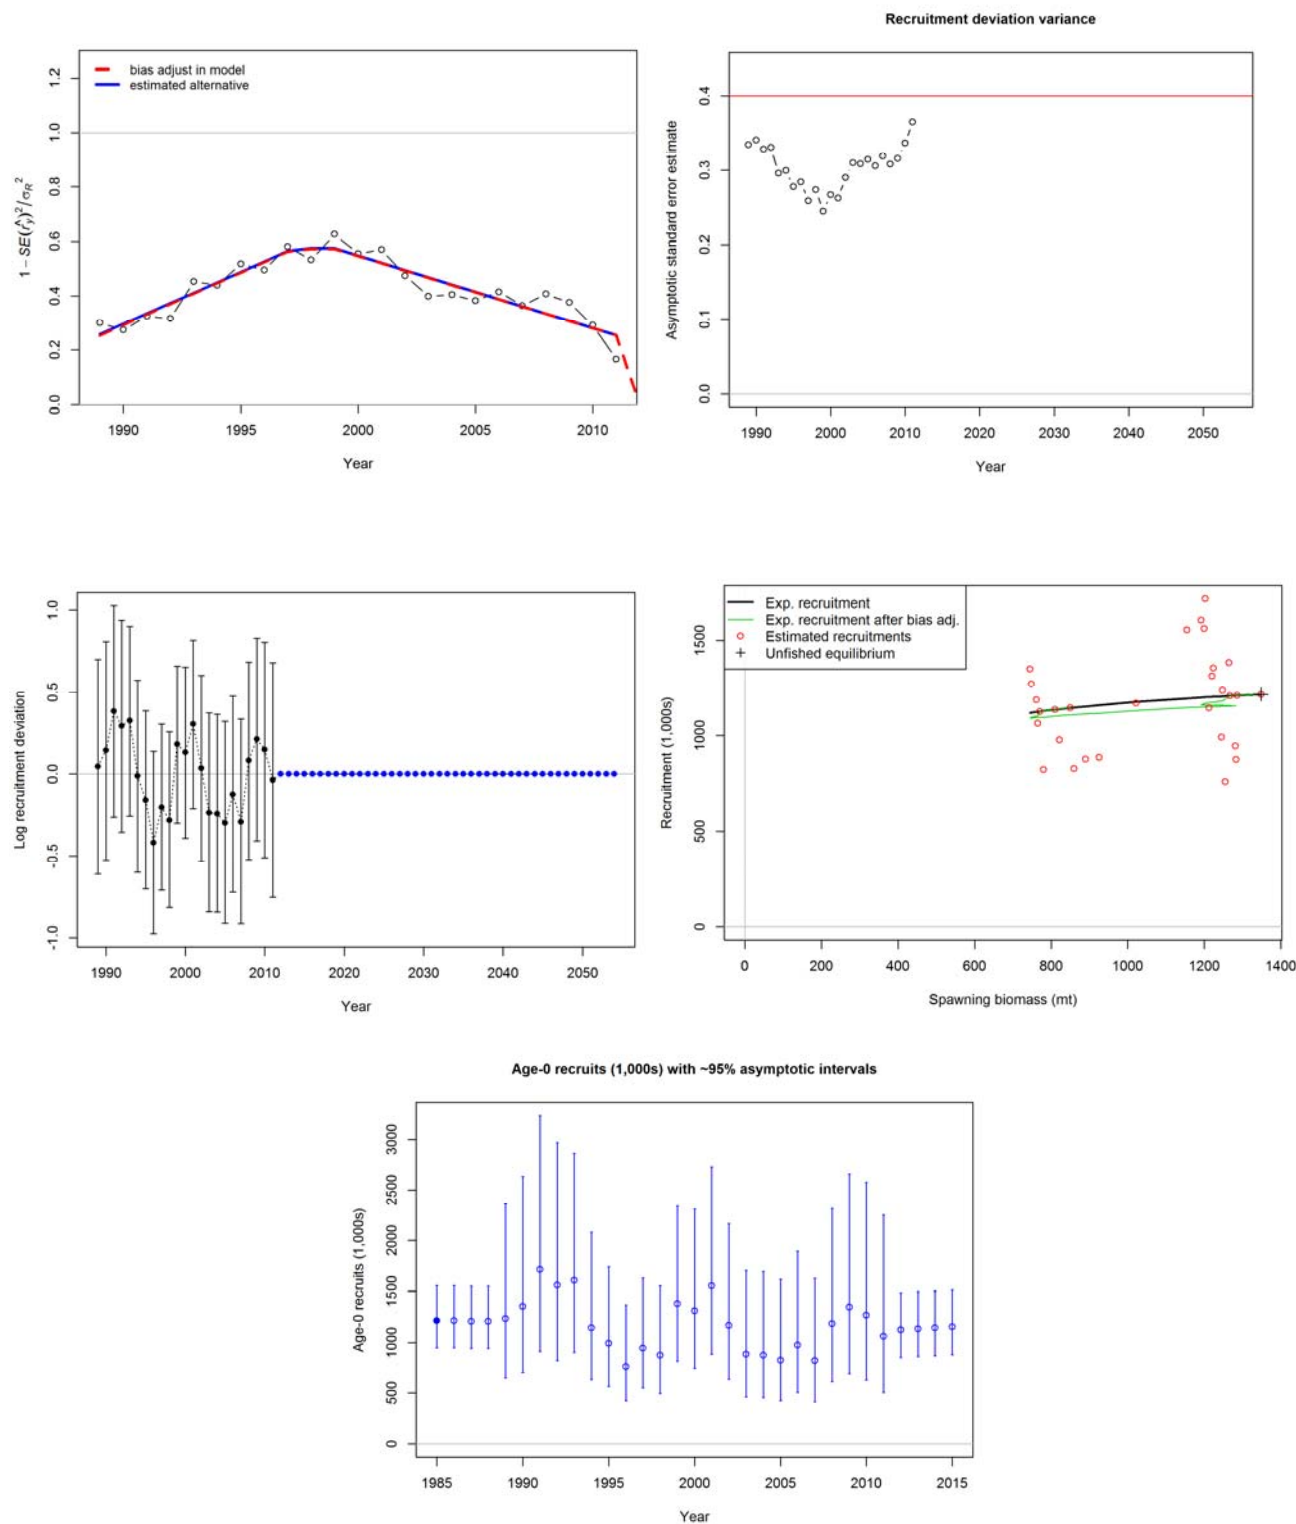 bias adjust in model
estimated alternative
1 − SE(r̂y)² / σR²
0.0 0.2 0.4 0.6 0.8 1.0 1.2
1990 1995 2000 2005 2010
Year
Recruitment deviation variance
Asymptotic standard error estimate
0.0 0.1 0.2 0.3 0.4
1990 2000 2010 2020 2030 2040 2050
Year
Log recruitment deviation
-1.0 -0.5 0.0 0.5 1.0
1990 2000 2010 2020 2030 2040 2050
Year
Exp. recruitment
Exp. recruitment after bias adj.
Estimated recruitments
Unfished equilibrium
Recruitment (1,000s)
0 500 1000 1500
0 200 400 600 800 1000 1200 1400
Spawning biomass (mt)
Age-0 recruits (1,000s) with ~95% asymptotic intervals
Age-0 recruits (1,000s)
0 500 1000 1500 2000 2500 3000
1985 1990 1995 2000 2005 2010 2015
Year